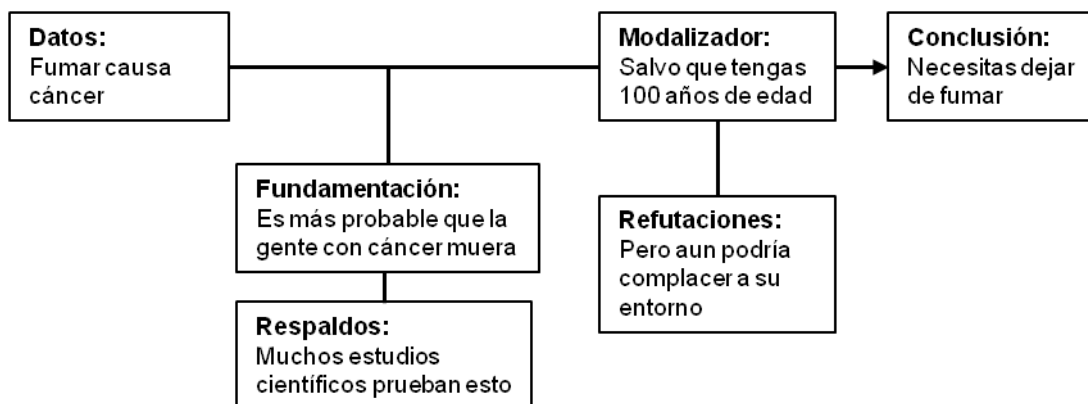 Datos:
Fumar causa
cáncer
Modalizador:
Salvo que tengas
100 años de edad
Conclusión:
Necesitas dejar
de fumar
Fundamentación:
Es más probable que la
gente con cáncer muera
Refutaciones:
Pero aun podría
complacer a su
entorno
Respaldos:
Muchos estudios
científicos prueban esto